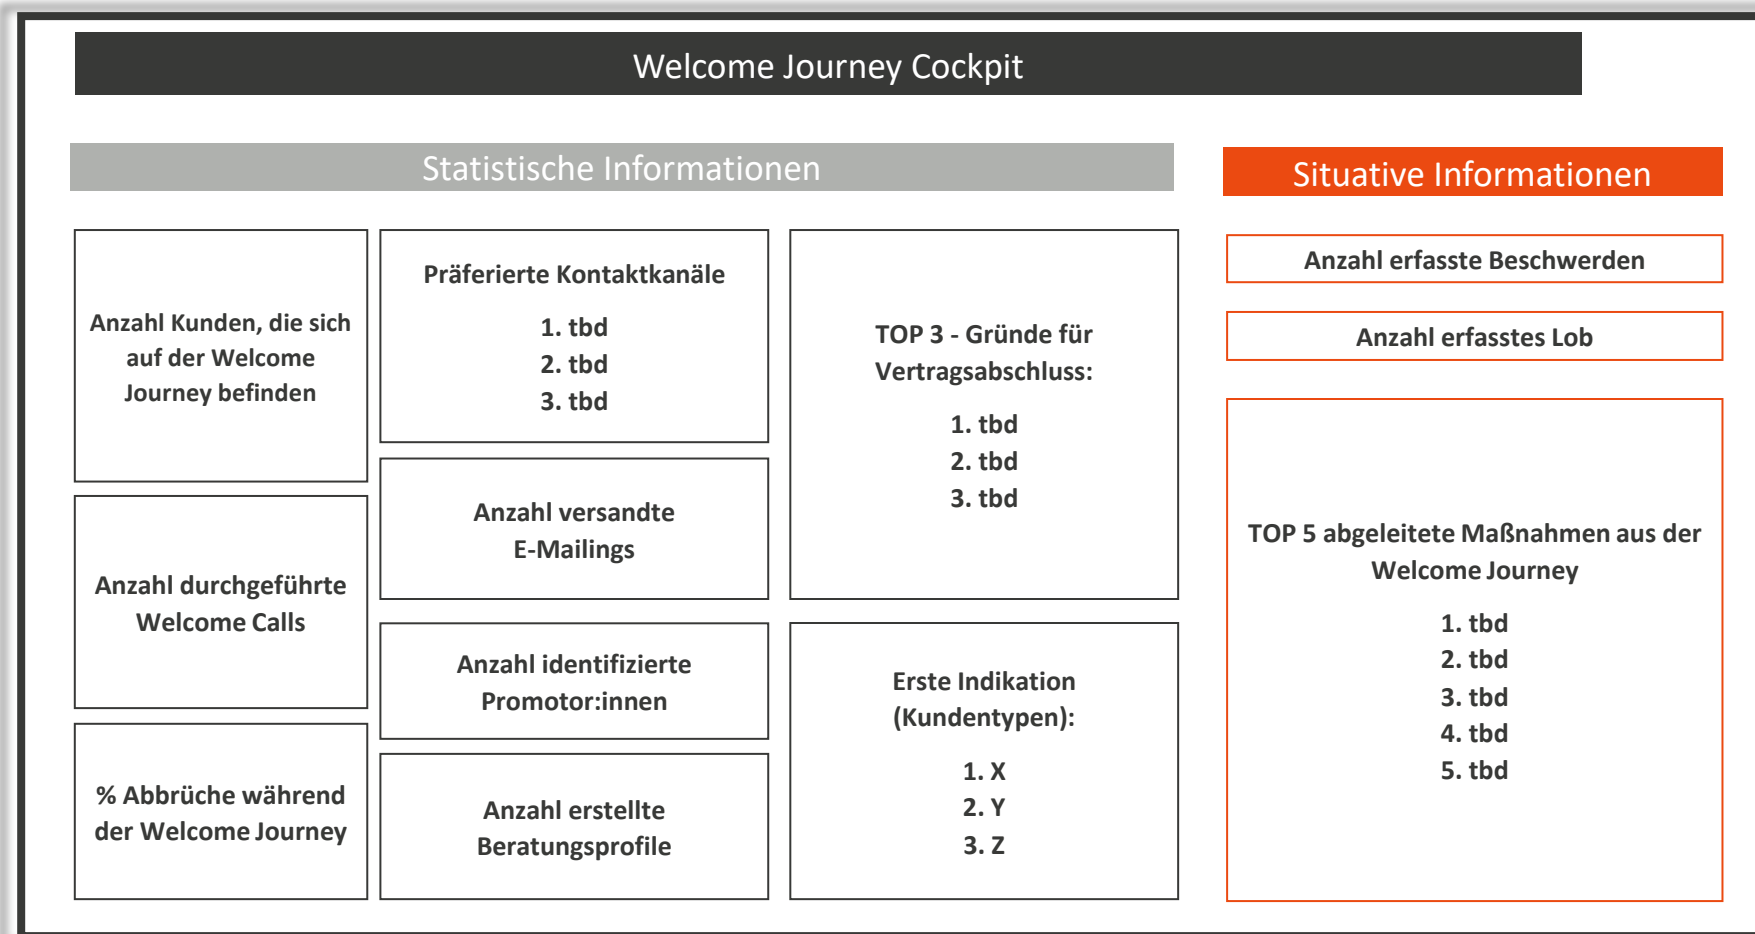 Welcome Journey Cockpit
Statistische Informationen
Anzahl Kunden, die sich
auf der Welcome
Journey befinden
Anzahl durchgeführte
Welcome Calls
% Abbrüche während
der Welcome Journey
Präferierte Kontaktkanäle
1. tbd
2. tbd
3. tbd
Anzahl versandte
E-Mailings
Anzahl identifizierte
Promotor:innen
Anzahl erstellte
Beratungsprofile
TOP 3 - Gründe für
Vertragsabschluss:
1. tbd
2. tbd
3. tbd
Erste Indikation
(Kundentypen):
1. X
2. Y
3. Z
Situative Informationen
Anzahl erfasste Beschwerden
Anzahl erfasstes Lob
TOP 5 abgeleitete Maßnahmen aus der
Welcome Journey
1. tbd
2. tbd
3. tbd
4. tbd
5. tbd